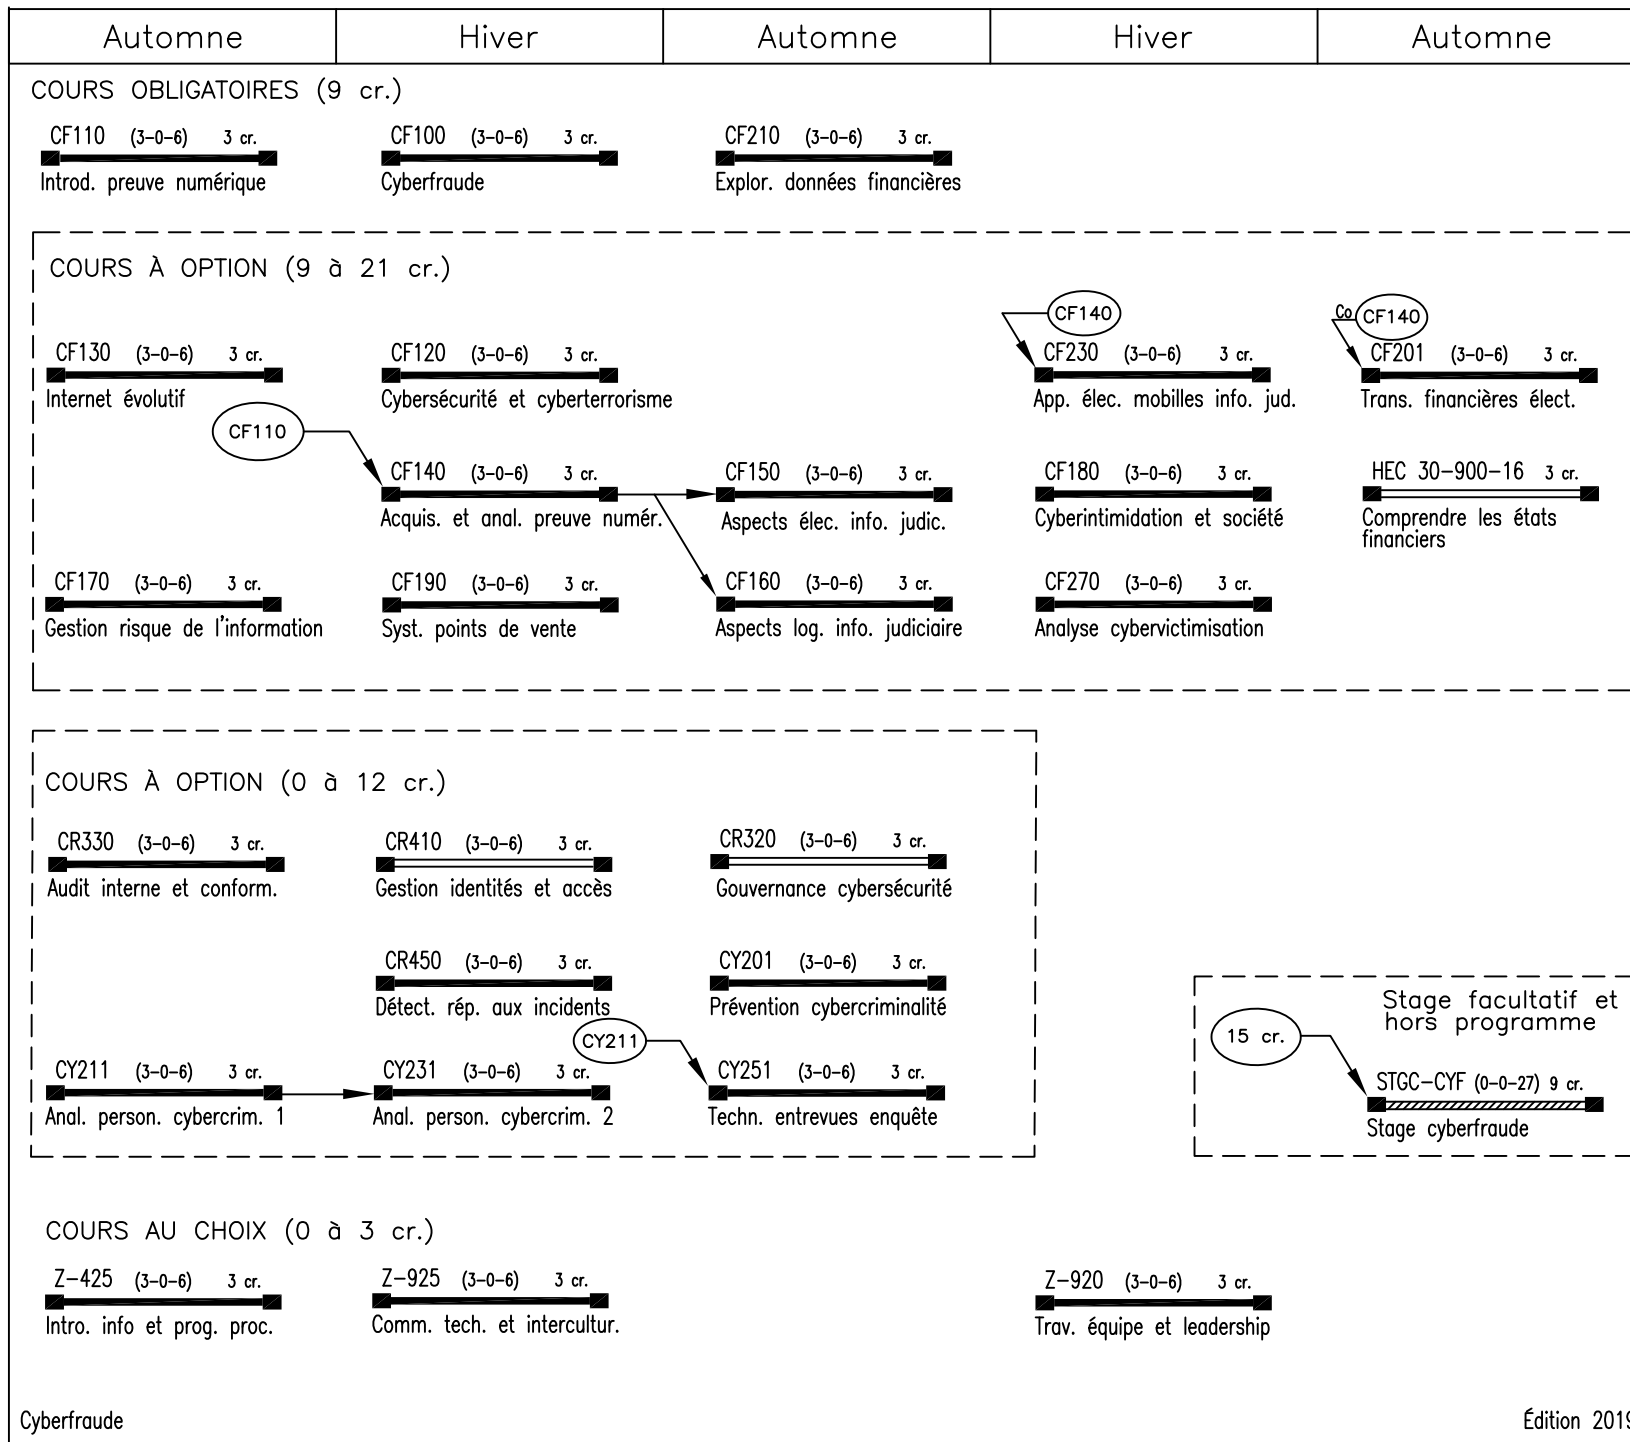 Automne Hiver Automne Hiver Automne
COURS OBLIGATOIRES (9 cr.)
CF110 (3-0-6) 3 cr. CF100 (3-0-6) 3 cr. CF210 (3-0-6) 3 cr.
Introd. preuve numérique Cyberfraude Explor. données financières
COURS À OPTION (9 à 21 cr.)
CF140 Co CF140
CF130 (3-0-6) 3 cr. CF120 (3-0-6) 3 cr. CF230 (3-0-6) 3 cr. CF201 (3-0-6) 3 cr.
Internet évolutif Cybersécurité et cyberterrorisme App. élec. mobilles info. jud. Trans. financières élect.
CF110
CF140 (3-0-6) 3 cr. CF150 (3-0-6) 3 cr. CF180 (3-0-6) 3 cr. HEC 30-900-16 3 cr.
Acquis. et anal. preuve numér. Aspects élec. info. judic. Cyberintimidation et société Comprendre les états
financiers
CF170 (3-0-6) 3 cr. CF190 (3-0-6) 3 cr. CF160 (3-0-6) 3 cr. CF270 (3-0-6) 3 cr.
Gestion risque de l'information Syst. points de vente Aspects log. info. judiciaire Analyse cybervictimisation
COURS À OPTION (0 à 12 cr.)
CR330 (3-0-6) 3 cr. CR410 (3-0-6) 3 cr. CR320 (3-0-6) 3 cr.
Audit interne et conform. Gestion identités et accès Gouvernance cybersécurité
CR450 (3-0-6) 3 cr. CY201 (3-0-6) 3 cr.
Détect. rép. aux incidents Prévention cybercriminalité
Stage facultatif et
hors programme
CY211 15 cr.
CY211 (3-0-6) 3 cr. CY231 (3-0-6) 3 cr. CY251 (3-0-6) 3 cr. STGC-CYF (0-0-27) 9 cr.
Anal. person. cybercrim. 1 Anal. person. cybercrim. 2 Techn. entrevues enquête Stage cyberfraude
COURS AU CHOIX (0 à 3 cr.)
Z-425 (3-0-6) 3 cr. Z-925 (3-0-6) 3 cr. Z-920 (3-0-6) 3 cr.
Intro. info et prog. proc. Comm. tech. et intercultur. Trav. équipe et leadership
Cyberfraude Édition 2019